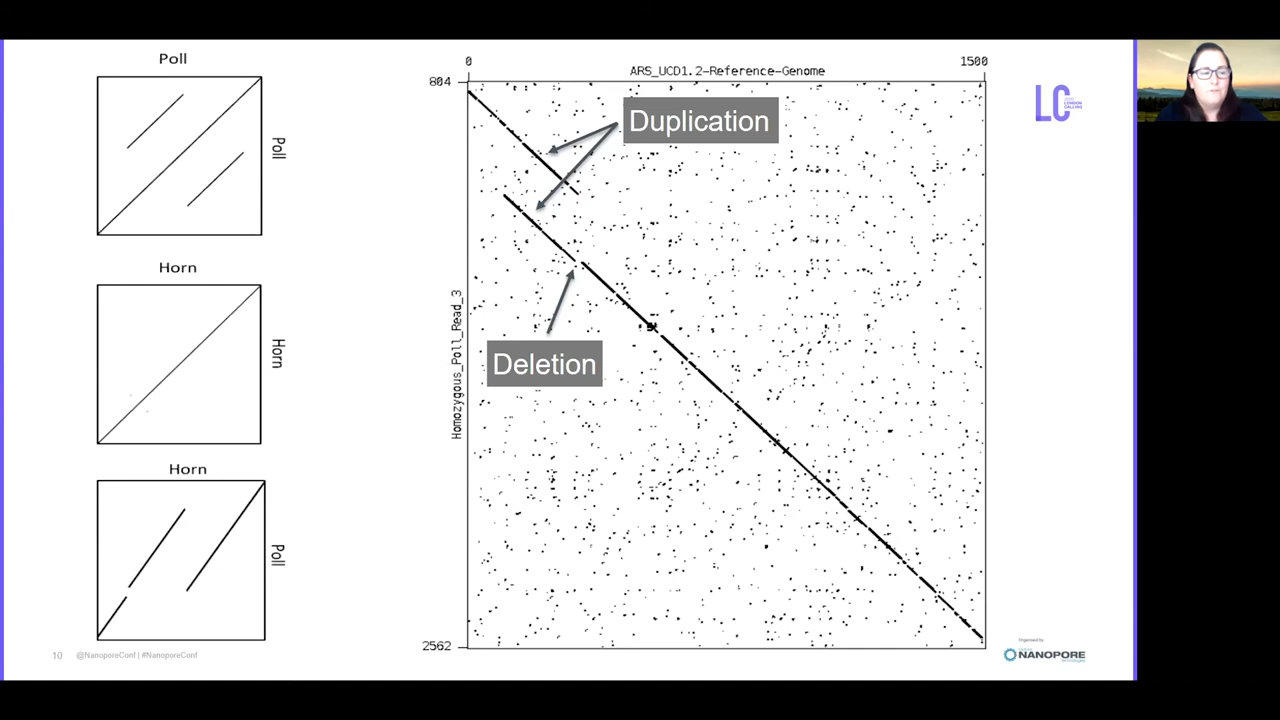 Poll
Poll
Horn
Horn
Horn
Poll
0
1500
ARS_UCD1.2-Reference-Genome
804
Homozygous_Poll_Read_3
2562
Duplication
Deletion
LC
LONDON
CALLING
10
@NanoporeConf | #NanoporeConf
Organised by
NANOPORE
Technologies